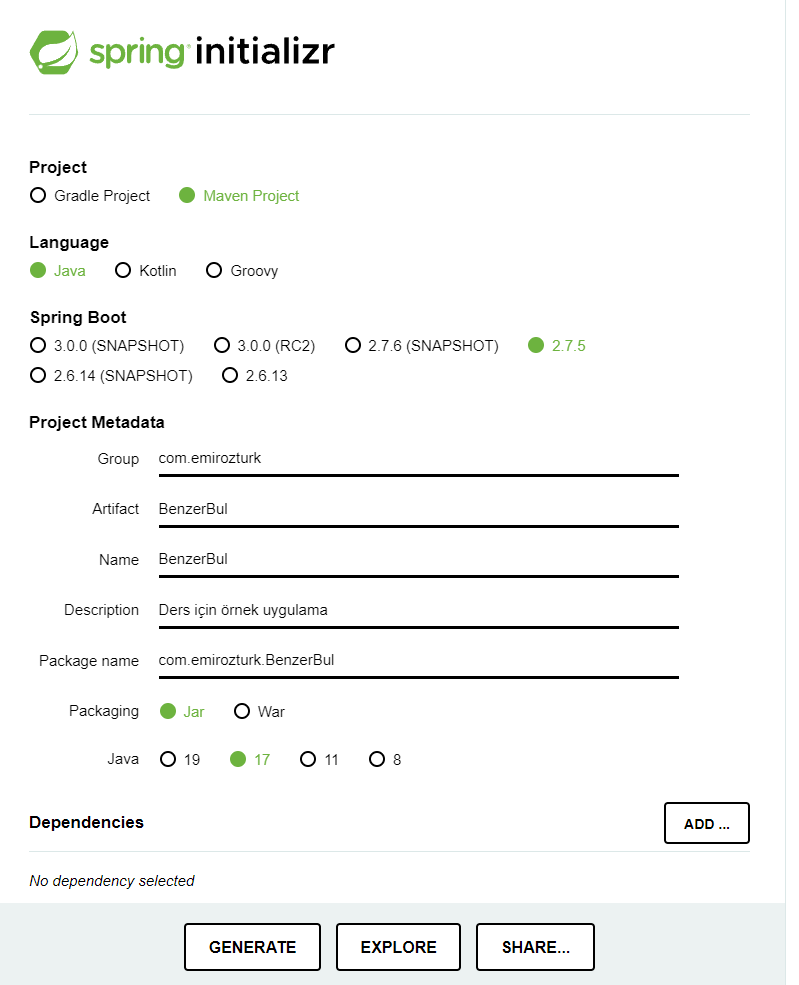 spring initializr
Project
Gradle Project Maven Project
Language
Java Kotlin Groovy
Spring Boot
3.0.0 (SNAPSHOT) 3.0.0 (RC2) 2.7.6 (SNAPSHOT) 2.7.5
2.6.14 (SNAPSHOT) 2.6.13
Project Metadata
Group com.emirozturk
Artifact BenzerBul
Name BenzerBul
Description Ders için örnek uygulama
Package name com.emirozturk.BenzerBul
Packaging Jar War
Java 19 17 11 8
Dependencies ADD ...
No dependency selected
GENERATE EXPLORE SHARE...